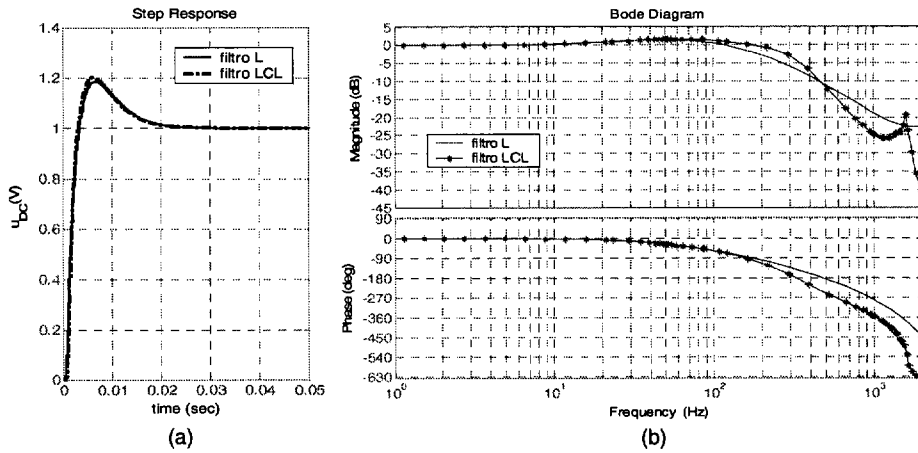 Step Response
1.4
1.2
1.0
0.8
0.6
0.4
0.2
0
u_DC(V)
filtro L
filtro LCL
0 0.01 0.02 0.03 0.04 0.05
time (sec)
(a)
Bode Diagram
5
0
-5
-10
-15
-20
-25
-30
-35
-45
Magnitude (dB)
filtro L
filtro LCL
90
0
-90
-180
-270
-360
-450
-540
-630
Phase (deg)
10^0 10^1 10^2 10^3
Frequency (Hz)
(b)